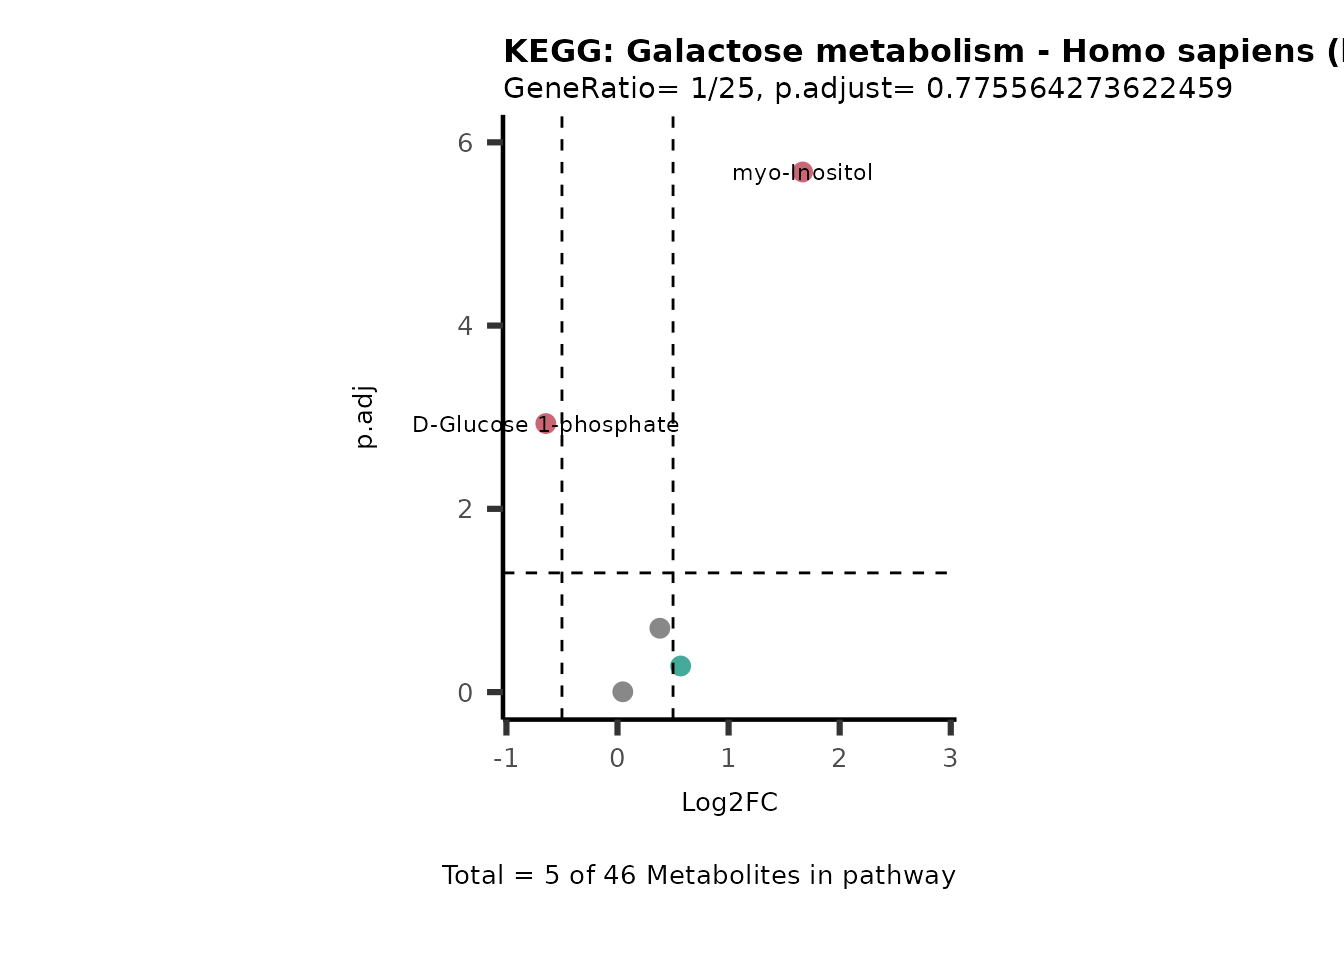 KEGG: Galactose metabolism - Homo sapiens (
GeneRatio= 1/25, p.adjust= 0.775564273622459
6
myo-Inositol
4
p.adj
D-Glucose 1-phosphate
2
0
-1 0 1 2 3
Log2FC
Total = 5 of 46 Metabolites in pathway